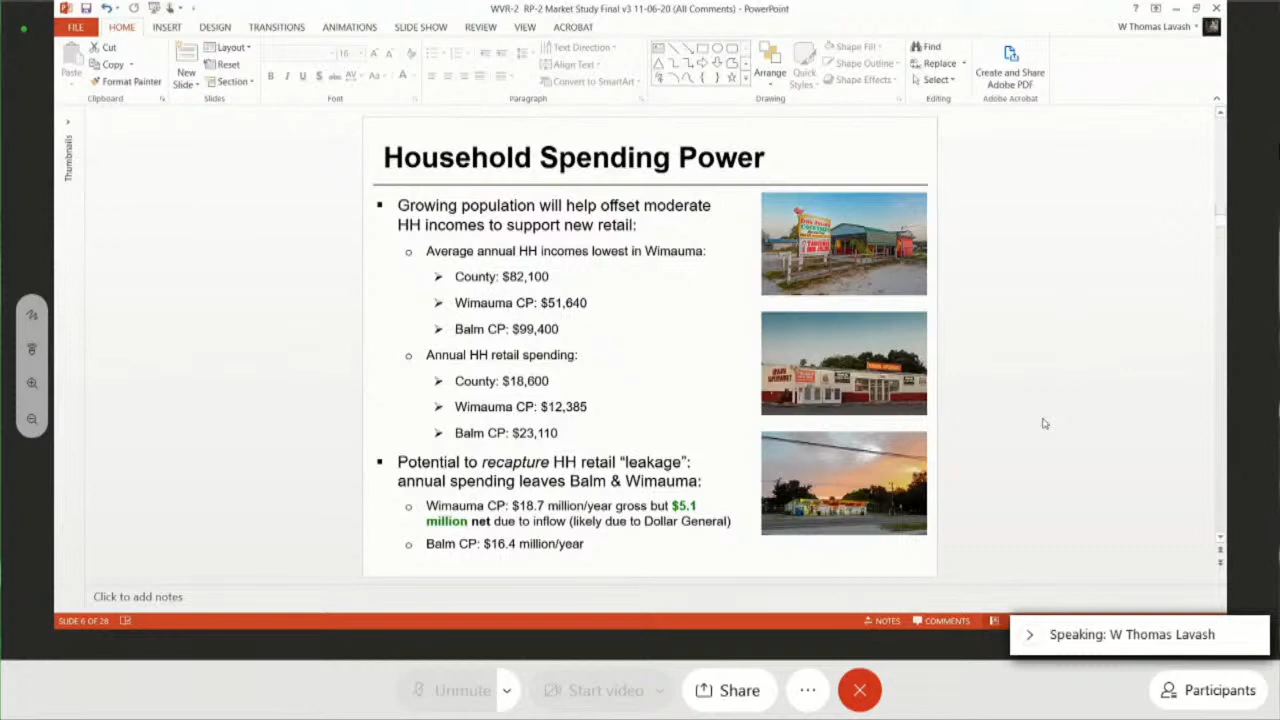 WVR-2 RP-2 Market Study Final v3 11-06-20 (All Comments) - PowerPoint
FILE HOME INSERT DESIGN TRANSITIONS ANIMATIONS SLIDE SHOW REVIEW VIEW ACROBAT
W Thomas Lavash
Paste
Cut
Copy
Format Painter
Clipboard
New
Slide
Layout
Reset
Section
Slides
16
Font
Text Direction
Align Text
Convert to SmartArt
Paragraph
Arrange
Quick
Styles
Shape Fill
Shape Outline
Shape Effects
Drawing
Find
Replace
Select
Editing
Create and Share
Adobe PDF
Adobe Acrobat
Thumbnails
Household Spending Power
Growing population will help offset moderate
HH incomes to support new retail:
Average annual HH incomes lowest in Wimauma:
County: $82,100
Wimauma CP: $51,640
Balm CP: $99,400
Annual HH retail spending:
County: $18,600
Wimauma CP: $12,385
Balm CP: $23,110
Potential to recapture HH retail “leakage”:
annual spending leaves Balm & Wimauma:
Wimauma CP: $18.7 million/year gross but $5.1
million net due to inflow (likely due to Dollar General)
Balm CP: $16.4 million/year
Click to add notes
SLIDE 6 OF 28
NOTES
COMMENTS
Speaking: W Thomas Lavash
Unmute
Start video
Share
Participants